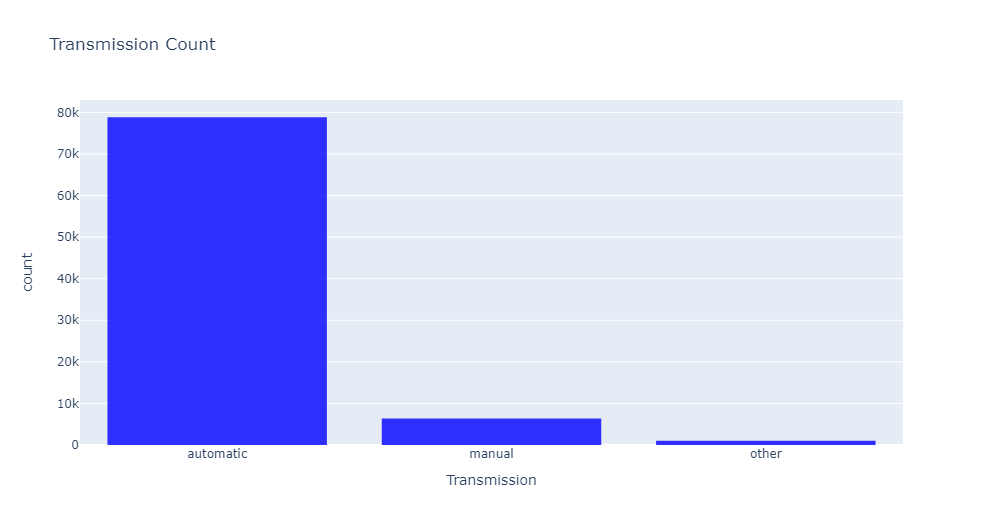 Transmission Count
80k
70k
60k
50k
40k
30k
20k
10k
0
count
automatic manual other
Transmission